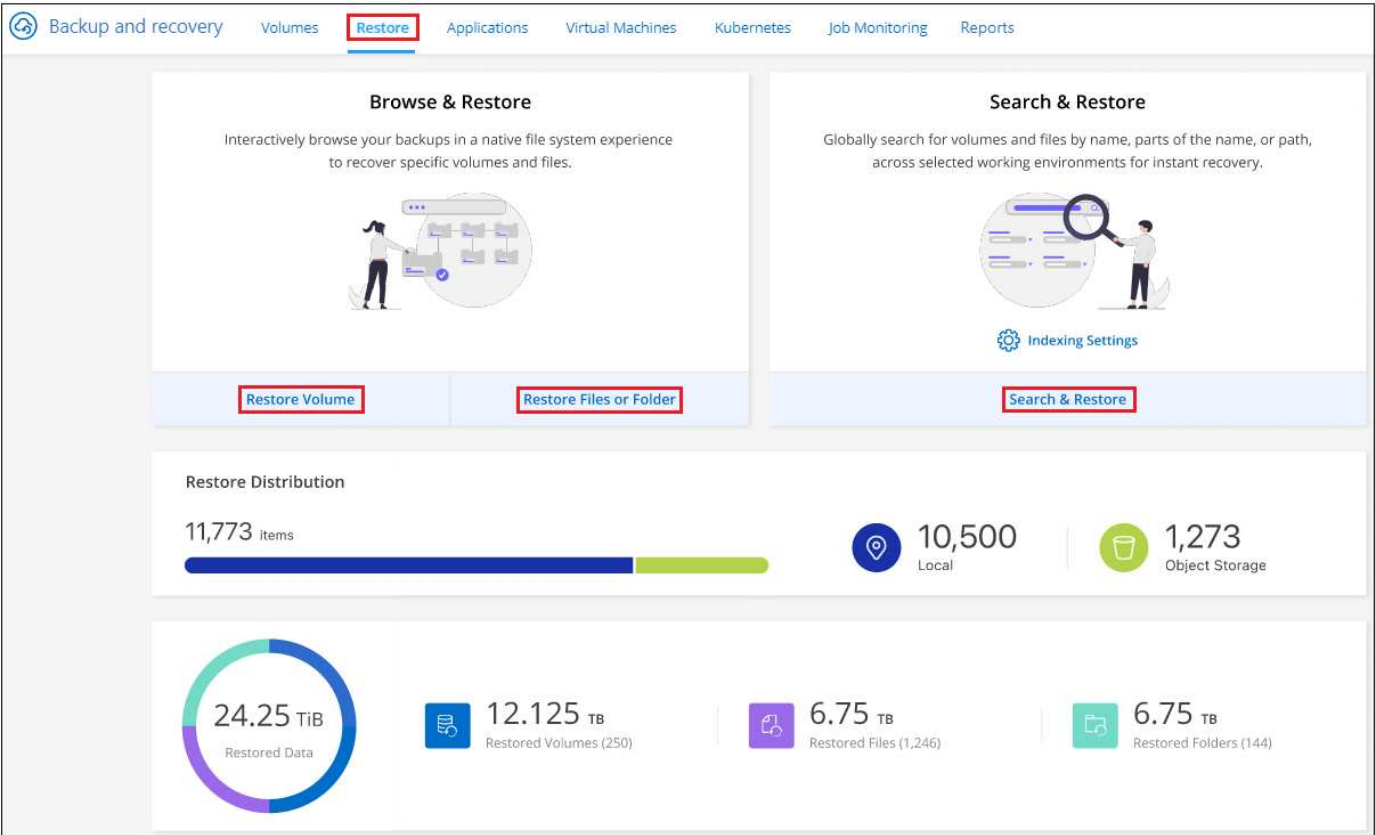 Backup and recovery Volumes Restore Applications Virtual Machines Kubernetes Job Monitoring Reports
Browse & Restore
Interactively browse your backups in a native file system experience
to recover specific volumes and files.
Restore Volume Restore Files or Folder
Search & Restore
Globally search for volumes and files by name, parts of the name, or path,
across selected working environments for instant recovery.
Indexing Settings
Search & Restore
Restore Distribution
11,773 items
10,500
Local
1,273
Object Storage
24.25 TiB
Restored Data
12.125 TB
Restored Volumes (250)
6.75 TB
Restored Files (1,246)
6.75 TB
Restored Folders (144)